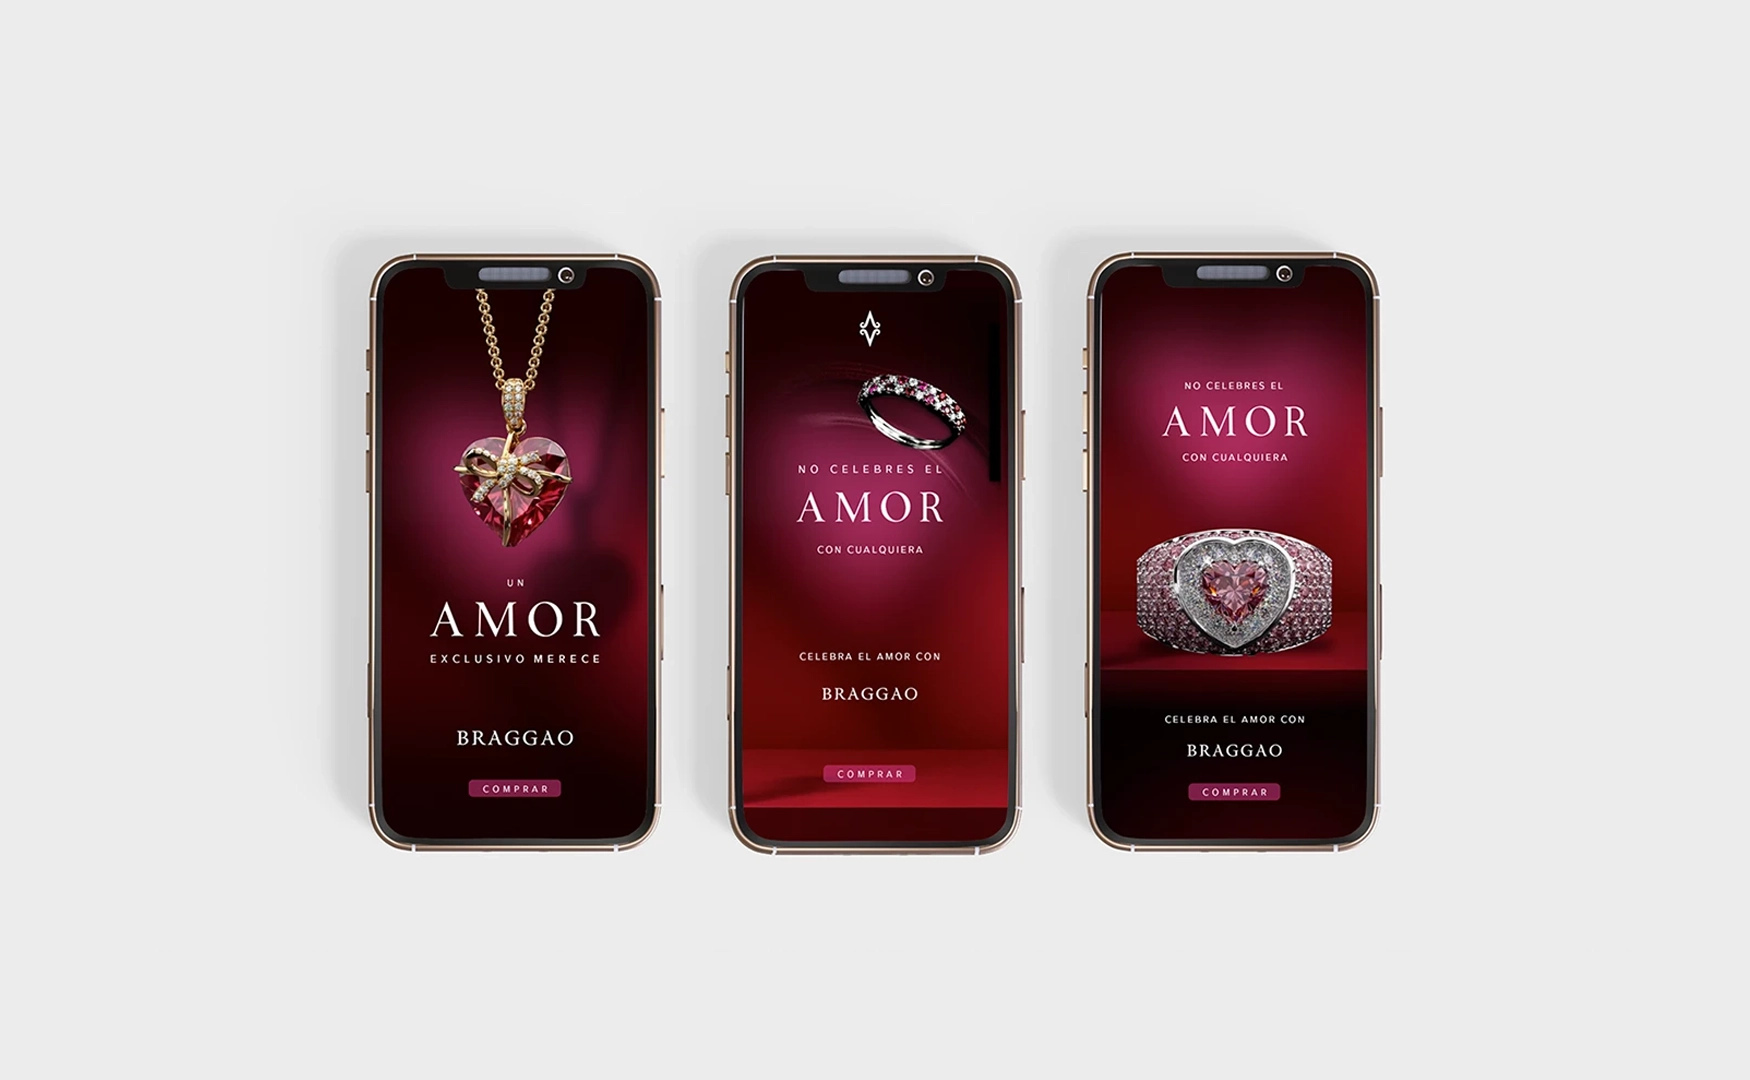 UN
AMOR
EXCLUSIVO MERECE
BRAGGAO
COMPRAR
NO CELEBRES EL
AMOR
CON CUALQUIERA
CELEBRA EL AMOR CON
BRAGGAO
COMPRAR
NO CELEBRES EL
AMOR
CON CUALQUIERA
CELEBRA EL AMOR CON
BRAGGAO
COMPRAR